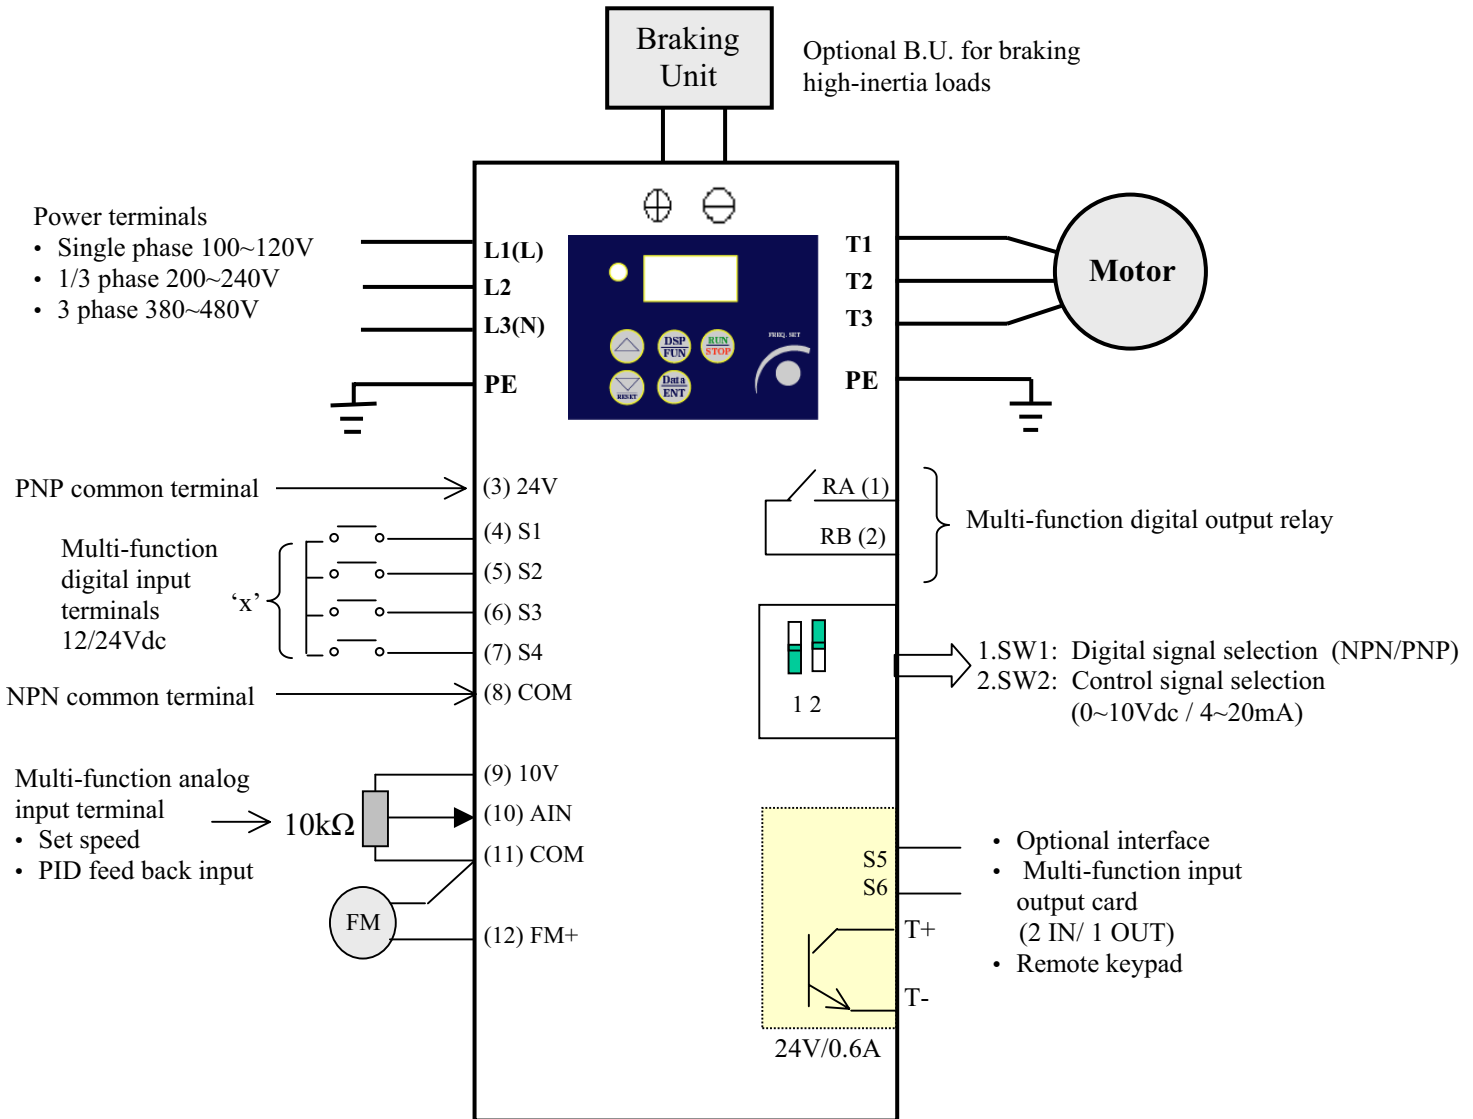 Braking
Unit
Optional B.U. for braking
high-inertia loads
Power terminals
• Single phase 100~120V
• 1/3 phase 200~240V
• 3 phase 380~480V
L1(L)
L2
L3(N)
PE
DSP
FUN
RUN
STOP
RESET
Data
ENT
FREQ. SET
T1
T2
T3
PE
Motor
PNP common terminal
(3) 24V
Multi-function
digital input
terminals
12/24Vdc
‘x’
(4) S1
(5) S2
(6) S3
(7) S4
NPN common terminal
(8) COM
RA (1)
RB (2)
Multi-function digital output relay
1 2
1.SW1: Digital signal selection (NPN/PNP)
2.SW2: Control signal selection
(0~10Vdc / 4~20mA)
Multi-function analog
input terminal
• Set speed
• PID feed back input
10kΩ
(9) 10V
(10) AIN
(11) COM
FM
(12) FM+
S5
S6
T+
T-
24V/0.6A
• Optional interface
• Multi-function input
output card
(2 IN/ 1 OUT)
• Remote keypad